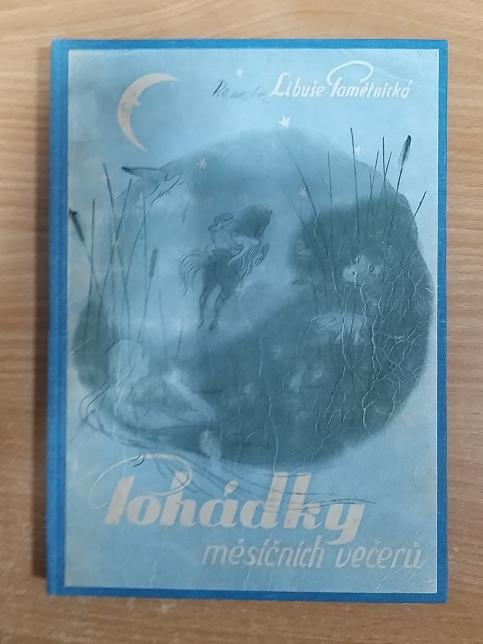 Libuše Pometnická
Pohádky
měsíčních večerů